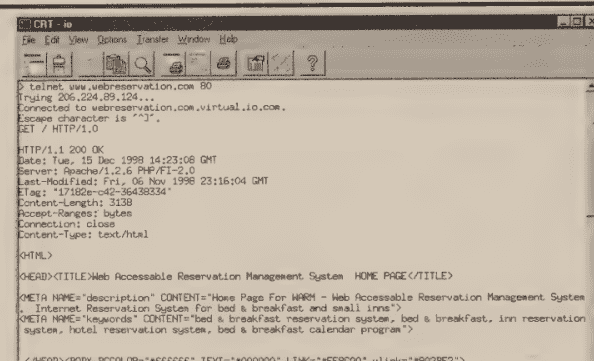 CRT - io
File Edit View Options Transfer Window Help
> telnet www.webreservation.com 80
Trying 206.224.89.124...
Connected to webreservation.com.virtual.io.com.
Escape character is '^]'.
GET / HTTP/1.0
HTTP/1.1 200 OK
Date: Tue, 15 Dec 1998 14:23:08 GMT
Server: Apache/1.2.6 PHP/FI-2.0
Last-Modified: Fri, 06 Nov 1998 23:16:04 GMT
ETag: "17182e-c42-36438334"
Content-Length: 3138
Accept-Ranges: bytes
Connection: close
Content-Type: text/html
<HTML>
<HEAD><TITLE>Web Accessable Reservation Management System HOME PAGE</TITLE>
<META NAME="description" CONTENT="Home Page For WARM - Web Accessable Reservation Management System
. Internet Reservation System for bed & breakfast and small inns">
<META NAME="keywords" CONTENT="bed & breakfast reservation system, bed & breakfast, inn reservation
system, hotel reservation system, bed & breakfast calendar program">